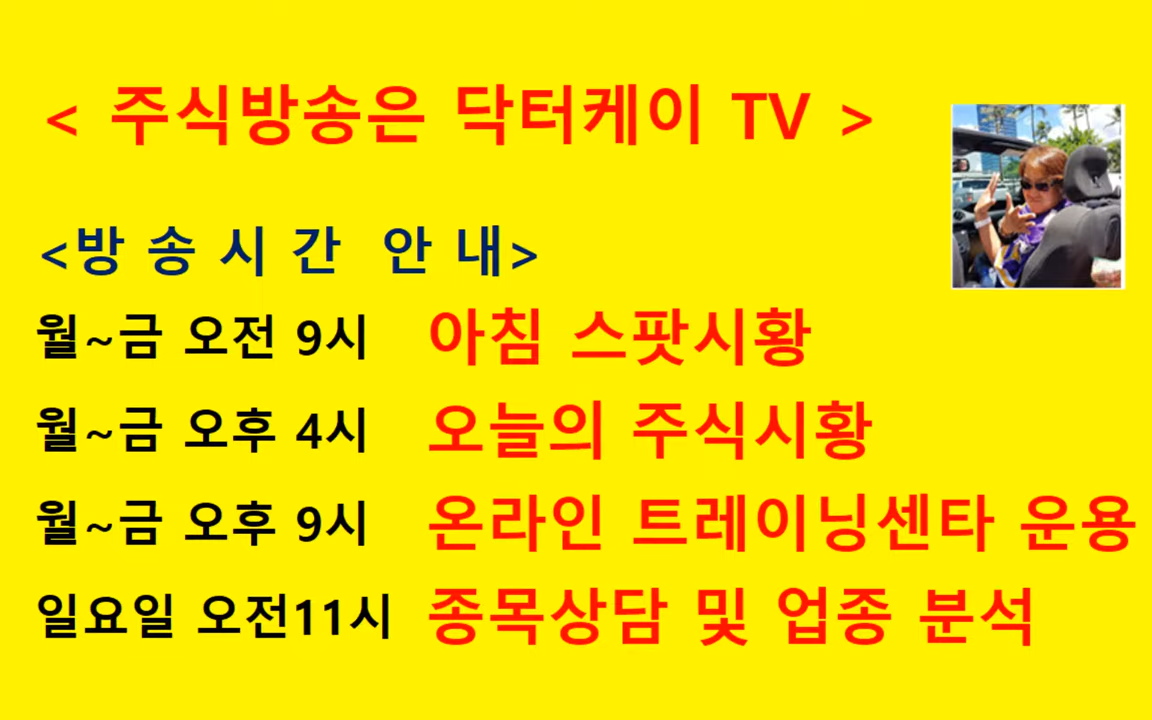 < 주식방송은 닥터케이 TV >
<방 송 시 간 안 내>
월~금 오전 9시 아침 스팟시황
월~금 오후 4시 오늘의 주식시황
월~금 오후 9시 온라인 트레이닝센타 운용
일요일 오전11시 종목상담 및 업종 분석